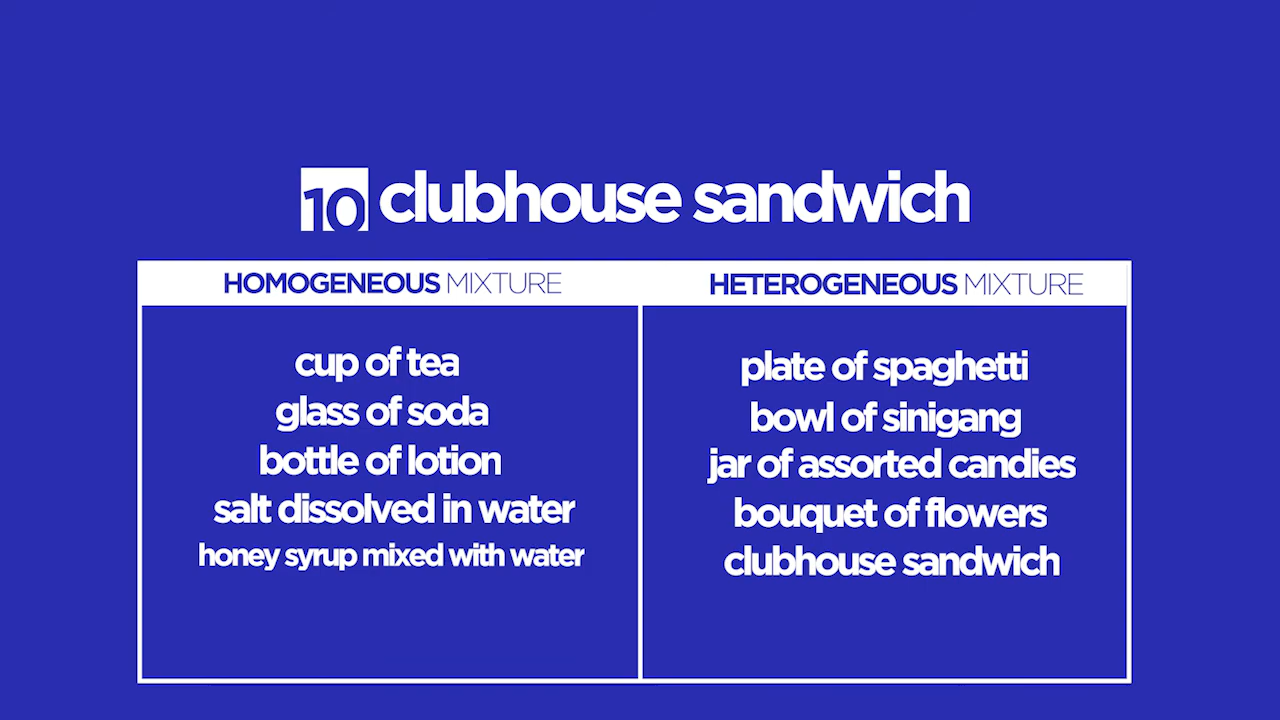 10 clubhouse sandwich
HOMOGENEOUS MIXTURE
cup of tea
glass of soda
bottle of lotion
salt dissolved in water
honey syrup mixed with water
HETEROGENEOUS MIXTURE
plate of spaghetti
bowl of sinigang
jar of assorted candies
bouquet of flowers
clubhouse sandwich